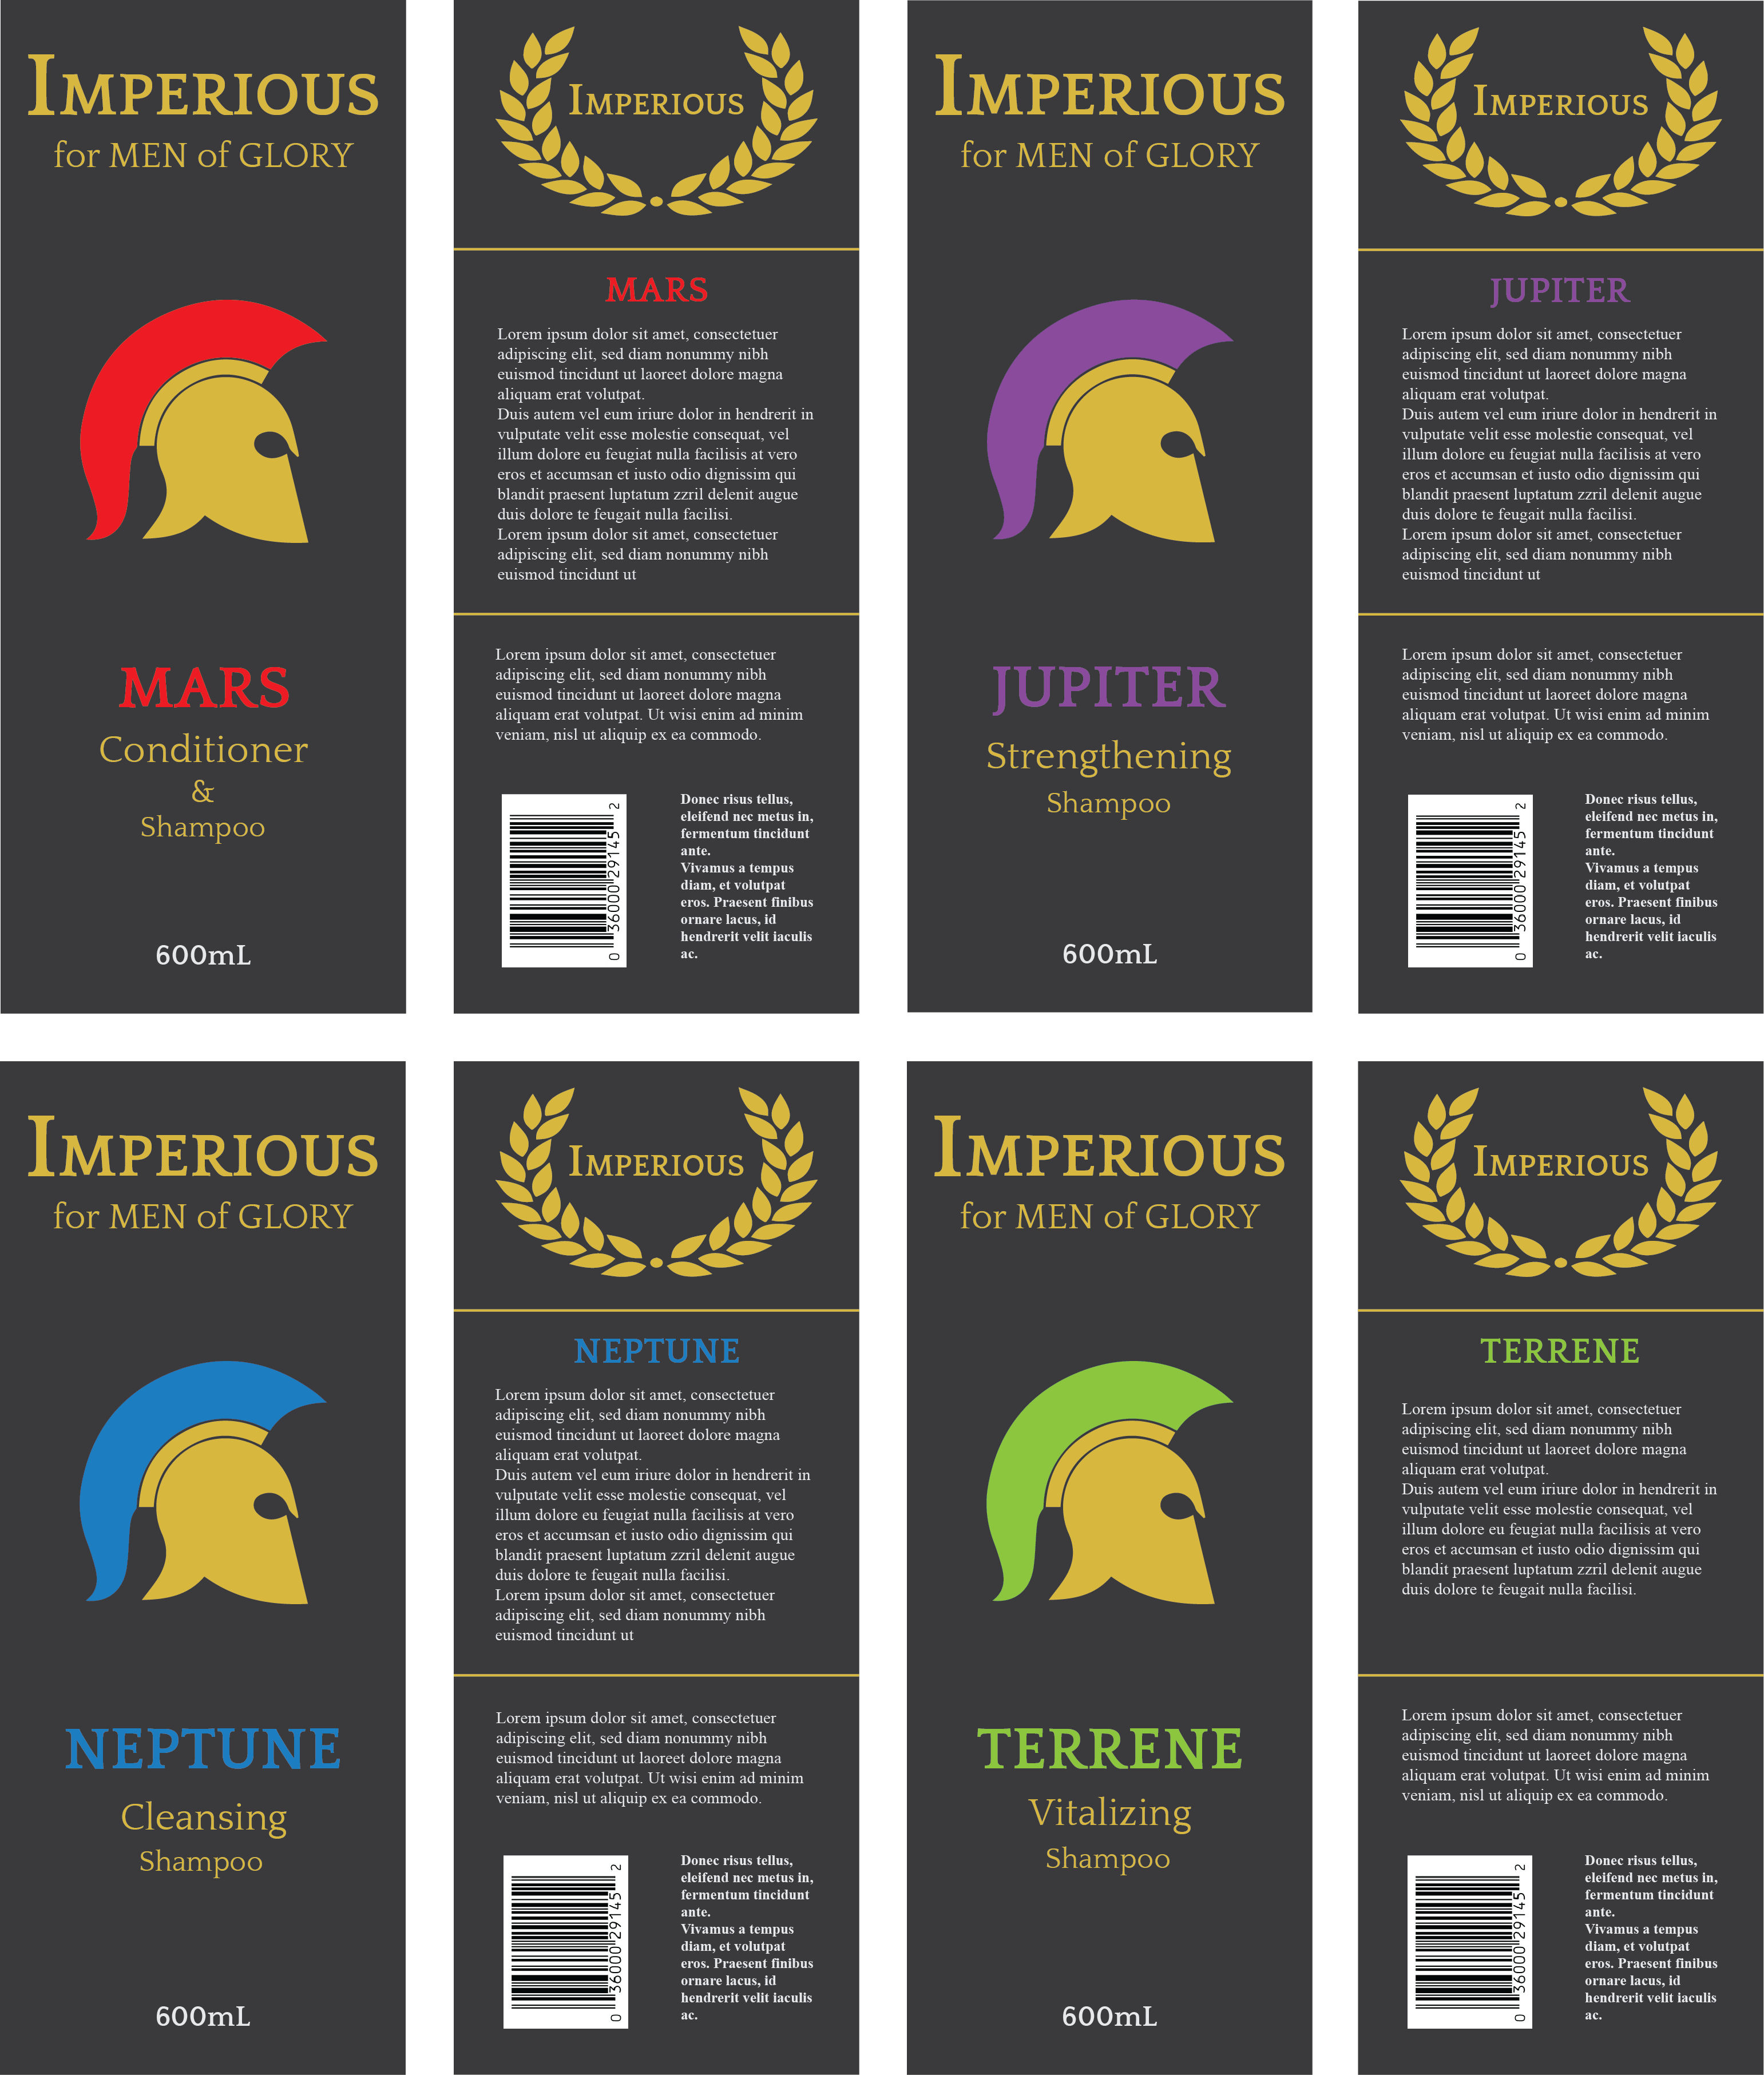 IMPERIOUS
for MEN of GLORY
MARS
Conditioner
&
Shampoo
600mL
IMPERIOUS
MARS
Lorem ipsum dolor sit amet, consectetuer
adipiscing elit, sed diam nonummy nibh
euismod tincidunt ut laoreet dolore magna
aliquam erat volutpat.
Duis autem vel eum iriure dolor in hendrerit in
vulputate velit esse molestie consequat, vel
illum dolore eu feugiat nulla facilisis at vero
eros et accumsan et iusto odio dignissim qui
blandit praesent luptatum zzril delenit augue
duis dolore te feugait nulla facilisi.
Lorem ipsum dolor sit amet, consectetuer
adipiscing elit, sed diam nonummy nibh
euismod tincidunt ut
Lorem ipsum dolor sit amet, consectetuer
adipiscing elit, sed diam nonummy nibh
euismod tincidunt ut laoreet dolore magna
aliquam erat volutpat. Ut wisi enim ad minim
veniam, nisl ut aliquip ex ea commodo.
0 36000 29145 2
Donec risus tellus,
eleifend nec metus in,
fermentum tincidunt
ante.
Vivamus a tempus
diam, et volutpat
eros. Praesent finibus
ornare lacus, id
hendrerit velit iaculis
ac.
IMPERIOUS
for MEN of GLORY
JUPITER
Strengthening
Shampoo
600mL
IMPERIOUS
JUPITER
Lorem ipsum dolor sit amet, consectetuer
adipiscing elit, sed diam nonummy nibh
euismod tincidunt ut laoreet dolore magna
aliquam erat volutpat.
Duis autem vel eum iriure dolor in hendrerit in
vulputate velit esse molestie consequat, vel
illum dolore eu feugiat nulla facilisis at vero
eros et accumsan et iusto odio dignissim qui
blandit praesent luptatum zzril delenit augue
duis dolore te feugait nulla facilisi.
Lorem ipsum dolor sit amet, consectetuer
adipiscing elit, sed diam nonummy nibh
euismod tincidunt ut
Lorem ipsum dolor sit amet, consectetuer
adipiscing elit, sed diam nonummy nibh
euismod tincidunt ut laoreet dolore magna
aliquam erat volutpat. Ut wisi enim ad minim
veniam, nisl ut aliquip ex ea commodo.
0 36000 29145 2
Donec risus tellus,
eleifend nec metus in,
fermentum tincidunt
ante.
Vivamus a tempus
diam, et volutpat
eros. Praesent finibus
ornare lacus, id
hendrerit velit iaculis
ac.
IMPERIOUS
for MEN of GLORY
NEPTUNE
Cleansing
Shampoo
600mL
IMPERIOUS
NEPTUNE
Lorem ipsum dolor sit amet, consectetuer
adipiscing elit, sed diam nonummy nibh
euismod tincidunt ut laoreet dolore magna
aliquam erat volutpat.
Duis autem vel eum iriure dolor in hendrerit in
vulputate velit esse molestie consequat, vel
illum dolore eu feugiat nulla facilisis at vero
eros et accumsan et iusto odio dignissim qui
blandit praesent luptatum zzril delenit augue
duis dolore te feugait nulla facilisi.
Lorem ipsum dolor sit amet, consectetuer
adipiscing elit, sed diam nonummy nibh
euismod tincidunt ut
Lorem ipsum dolor sit amet, consectetuer
adipiscing elit, sed diam nonummy nibh
euismod tincidunt ut laoreet dolore magna
aliquam erat volutpat. Ut wisi enim ad minim
veniam, nisl ut aliquip ex ea commodo.
0 36000 29145 2
Donec risus tellus,
eleifend nec metus in,
fermentum tincidunt
ante.
Vivamus a tempus
diam, et volutpat
eros. Praesent finibus
ornare lacus, id
hendrerit velit iaculis
ac.
IMPERIOUS
for MEN of GLORY
TERRENE
Vitalizing
Shampoo
600mL
IMPERIOUS
TERRENE
Lorem ipsum dolor sit amet, consectetuer
adipiscing elit, sed diam nonummy nibh
euismod tincidunt ut laoreet dolore magna
aliquam erat volutpat.
Duis autem vel eum iriure dolor in hendrerit in
vulputate velit esse molestie consequat, vel
illum dolore eu feugiat nulla facilisis at vero
eros et accumsan et iusto odio dignissim qui
blandit praesent luptatum zzril delenit augue
duis dolore te feugait nulla facilisi.
Lorem ipsum dolor sit amet, consectetuer
adipiscing elit, sed diam nonummy nibh
euismod tincidunt ut laoreet dolore magna
aliquam erat volutpat. Ut wisi enim ad minim
veniam, nisl ut aliquip ex ea commodo.
0 36000 29145 2
Donec risus tellus,
eleifend nec metus in,
fermentum tincidunt
ante.
Vivamus a tempus
diam, et volutpat
eros. Praesent finibus
ornare lacus, id
hendrerit velit iaculis
ac.